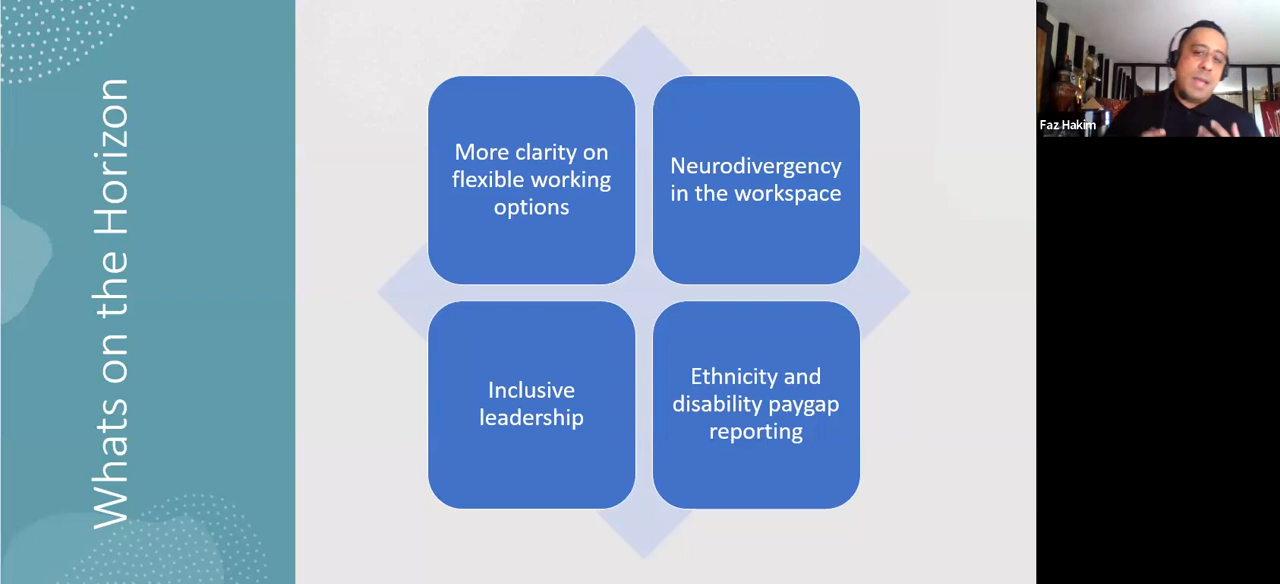 Whats on the Horizon
More clarity on
flexible working
options
Neurodivergency
in the workspace
Inclusive
leadership
Ethnicity and
disability paygap
reporting
Faz Hakim